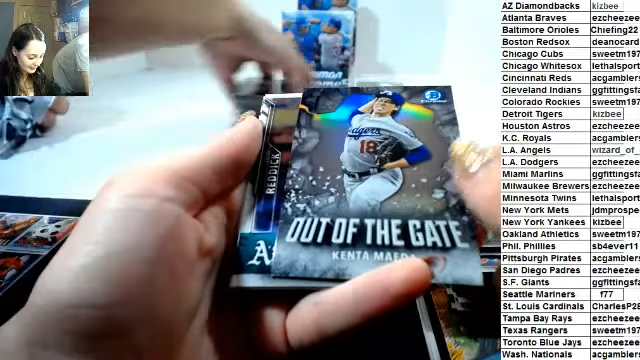 REDDICK
Dodgers
18
OUT OF THE GATE
KENTA MAEDA
AZ Diamondbacks kizbee
Atlanta Braves ezcheezee
Baltimore Orioles Chiefing22
Boston Redsox deanocard
Chicago Cubs sweetm197
Chicago Whitesox lethalsport
Cincinnati Reds acgamblers
Cleveland Indians ggfittingsfa
Colorado Rockies sweetm197
Detroit Tigers kizbee
Houston Astros ezcheezee
K.C. Royals acgamblers
L.A. Angels wizard_of_
L.A. Dodgers ezcheezee
Miami Marlins ggfittingsfa
Milwaukee Brewers ezcheezee
Minnesota Twins lethalsport
New York Mets jdmprospe
New York Yankees kizbee
Oakland Athletics sweetm197
Phil. Phillies sb4ever11
Pittsburgh Pirates acgamblers
San Diego Padres ezcheezee
S.F. Giants ggfittingsfa
Seattle Mariners f77
St. Louis Cardinals CharlesP28
Tampa Bay Rays ezcheezee
Texas Rangers sweetm197
Toronto Blue Jays ezcheezee
Wash. Nationals acgamblers